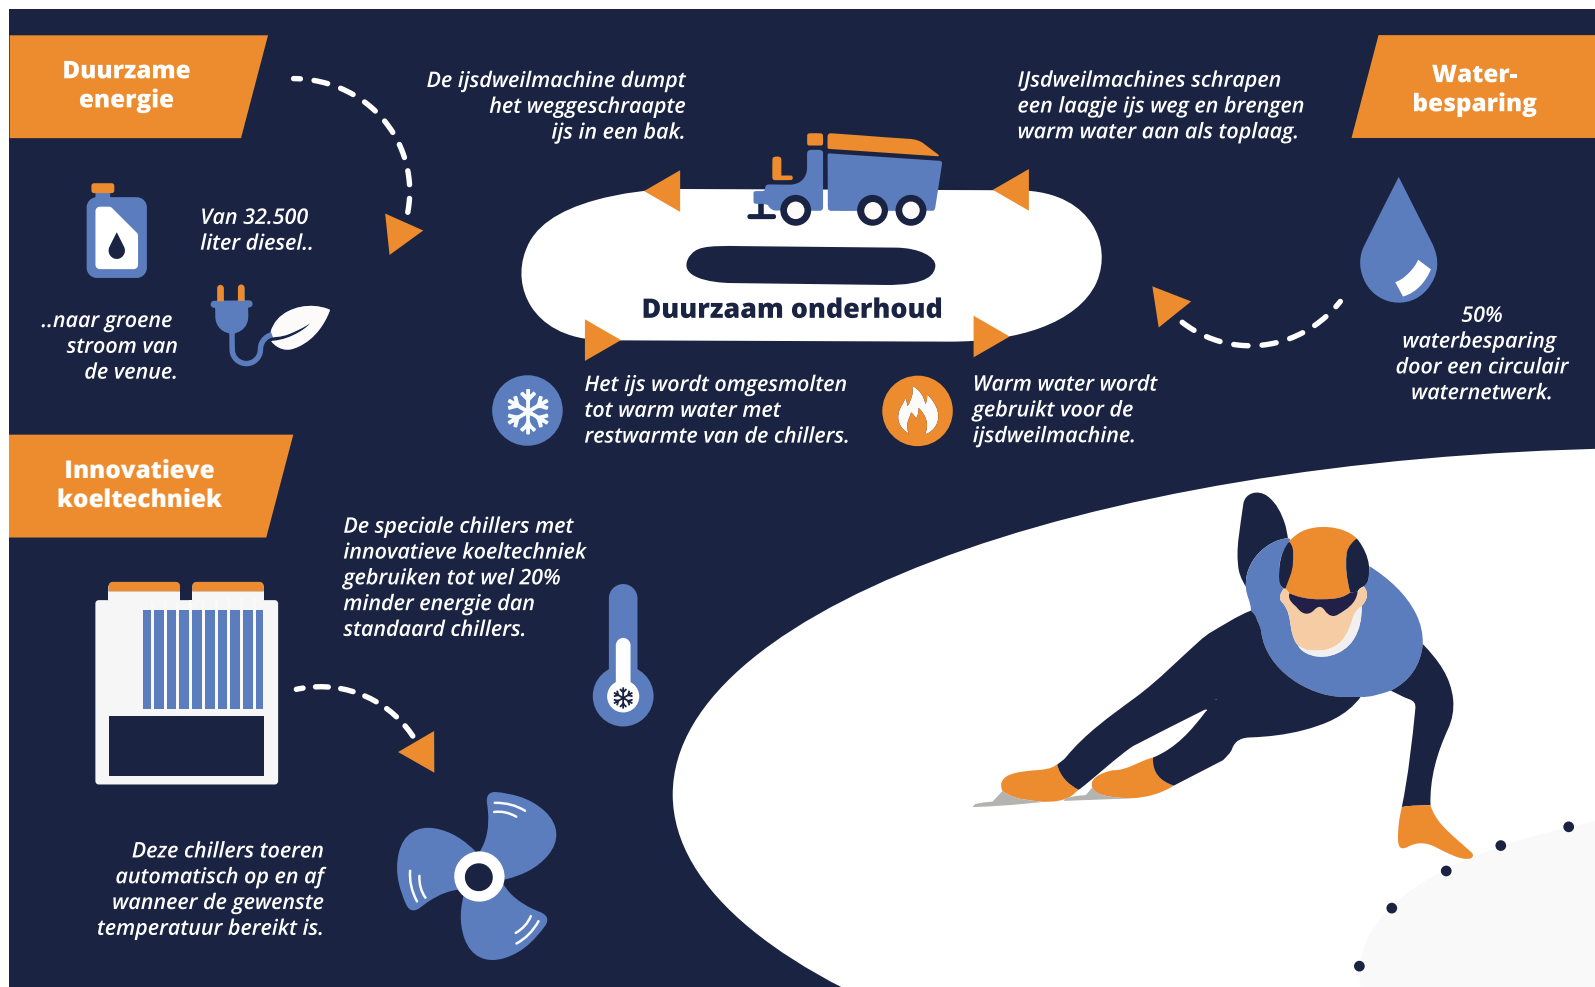 Duurzame
energie
Van 32.500
liter diesel..
..naar groene
stroom van
de venue.
De ijsdweilmachine dumpt
het weggeschraapte
ijs in een bak.
IJsdweilmachines schrapen
een laagje ijs weg en brengen
warm water aan als toplaag.
Duurzaam onderhoud
Het ijs wordt omgesmolten
tot warm water met
restwarmte van de chillers.
Warm water wordt
gebruikt voor de
ijsdweilmachine.
Water-
besparing
50%
waterbesparing
door een circulair
waternetwerk.
Innovatieve
koeltechniek
De speciale chillers met
innovatieve koeltechniek
gebruiken tot wel 20%
minder energie dan
standaard chillers.
Deze chillers toeren
automatisch op en af
wanneer de gewenste
temperatuur bereikt is.